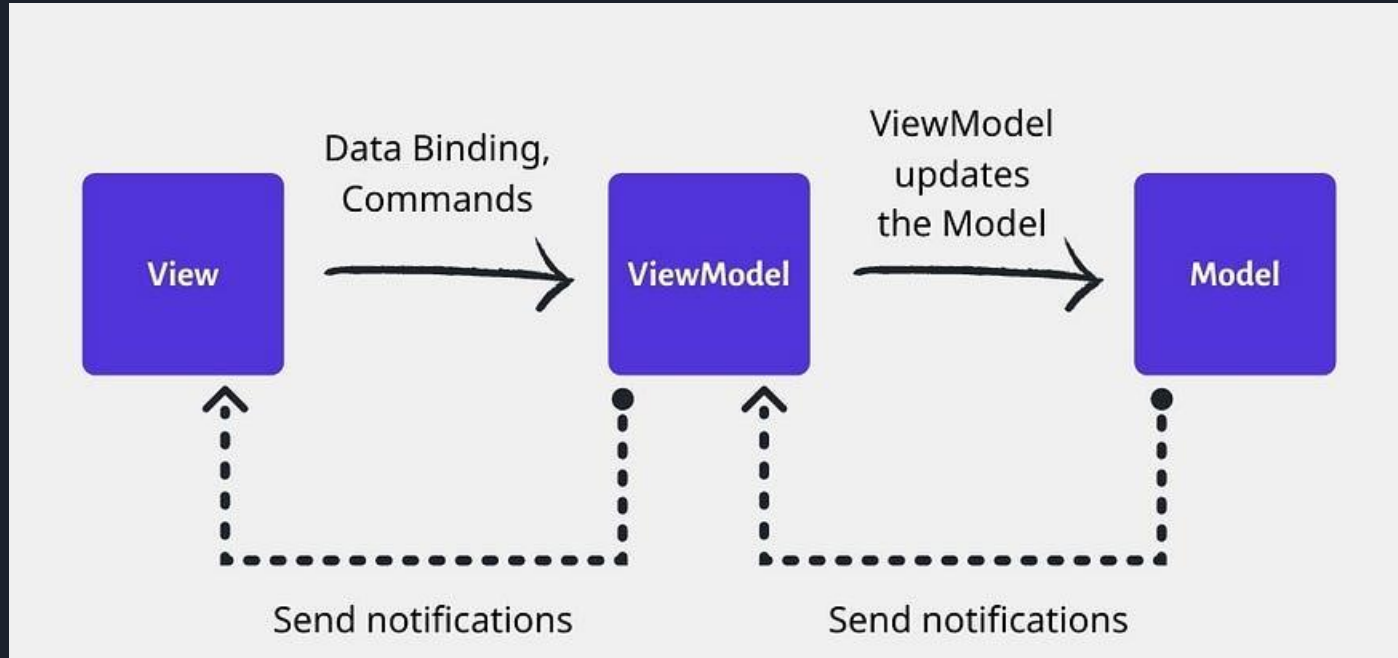 Data Binding,
Commands
ViewModel
updates
the Model
View
ViewModel
Model
Send notifications
Send notifications